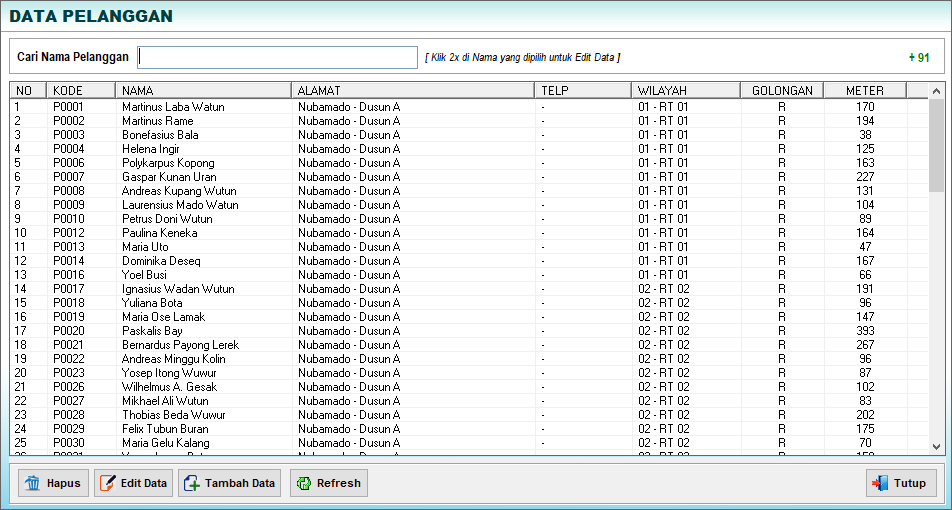 DATA PELANGGAN
Cari Nama Pelanggan [ Klik 2x di Nama yang dipilih untuk Edit Data ] + 91
NO KODE NAMA ALAMAT TELP WILAYAH GOLONGAN METER
1 P0001 Martinus Laba Watun Nubamado - Dusun A - 01 - RT 01 R 170
2 P0002 Martinus Rame Nubamado - Dusun A - 01 - RT 01 R 194
3 P0003 Bonefasius Bala Nubamado - Dusun A - 01 - RT 01 R 38
4 P0004 Helena Ingir Nubamado - Dusun A - 01 - RT 01 R 125
5 P0006 Polykarpus Kopong Nubamado - Dusun A - 01 - RT 01 R 163
6 P0007 Gaspar Kunan Uran Nubamado - Dusun A - 01 - RT 01 R 227
7 P0008 Andreas Kupang Wutun Nubamado - Dusun A - 01 - RT 01 R 131
8 P0009 Laurensius Mado Watun Nubamado - Dusun A - 01 - RT 01 R 104
9 P0010 Petrus Doni Wutun Nubamado - Dusun A - 01 - RT 01 R 89
10 P0012 Paulina Keneka Nubamado - Dusun A - 01 - RT 01 R 164
11 P0013 Maria Uto Nubamado - Dusun A - 01 - RT 01 R 47
12 P0014 Dominika Deseq Nubamado - Dusun A - 01 - RT 01 R 167
13 P0016 Yoel Busi Nubamado - Dusun A - 01 - RT 01 R 66
14 P0017 Ignasius Wadan Wutun Nubamado - Dusun A - 02 - RT 02 R 191
15 P0018 Yuliana Bota Nubamado - Dusun A - 02 - RT 02 R 96
16 P0019 Maria Ose Lamak Nubamado - Dusun A - 02 - RT 02 R 147
17 P0020 Paskalis Bay Nubamado - Dusun A - 02 - RT 02 R 393
18 P0021 Bernardus Payong Lerek Nubamado - Dusun A - 02 - RT 02 R 267
19 P0022 Andreas Minggu Kolin Nubamado - Dusun A - 02 - RT 02 R 96
20 P0023 Yosep Itong Wuwur Nubamado - Dusun A - 02 - RT 02 R 87
21 P0026 Wilhelmus A. Gesak Nubamado - Dusun A - 02 - RT 02 R 102
22 P0027 Mikhael Ali Wutun Nubamado - Dusun A - 02 - RT 02 R 83
23 P0028 Thobias Beda Wuwur Nubamado - Dusun A - 02 - RT 02 R 202
24 P0029 Felix Tubun Buran Nubamado - Dusun A - 02 - RT 02 R 175
25 P0030 Maria Gelu Kalang Nubamado - Dusun A - 02 - RT 02 R 70
Hapus Edit Data Tambah Data Refresh Tutup